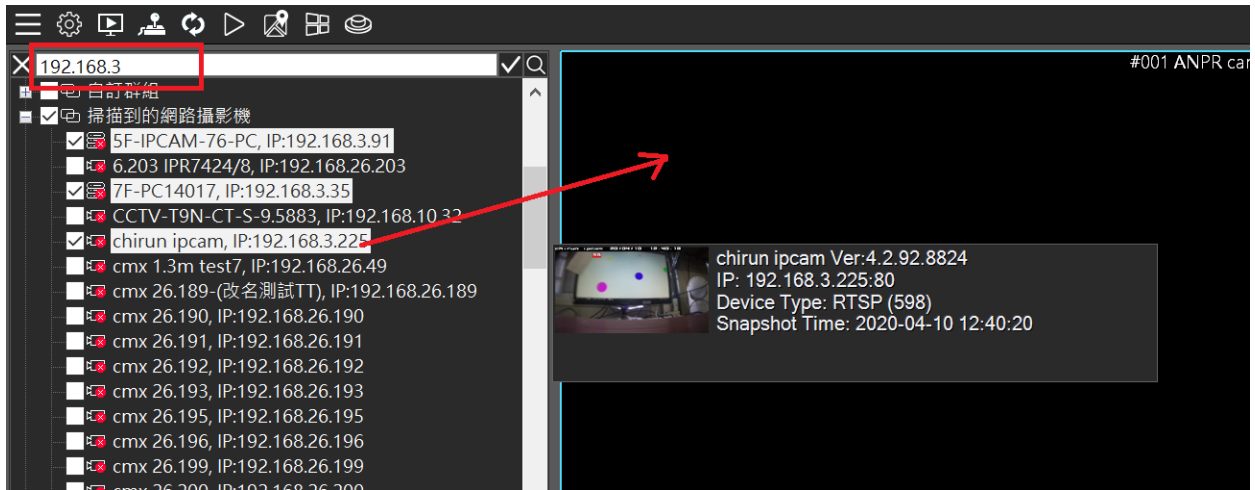 192.168.3
#001 ANPR car
自訂群組
掃描到的網路攝影機
5F-IPCAM-76-PC, IP:192.168.3.91
6.203 IPR7424/8, IP:192.168.26.203
7F-PC14017, IP:192.168.3.35
CCTV-T9N-CT-S-9.5883, IP:192.168.10.32
chirun ipcam, IP:192.168.3.225
cmx 1.3m test7, IP:192.168.26.49
cmx 26.189-(改名測試TT), IP:192.168.26.189
cmx 26.190, IP:192.168.26.190
cmx 26.191, IP:192.168.26.191
cmx 26.192, IP:192.168.26.192
cmx 26.193, IP:192.168.26.193
cmx 26.195, IP:192.168.26.195
cmx 26.196, IP:192.168.26.196
cmx 26.199, IP:192.168.26.199
cmx 26.200, IP:192.168.26.200
chirun ipcam Ver:4.2.92.8824
IP: 192.168.3.225:80
Device Type: RTSP (598)
Snapshot Time: 2020-04-10 12:40:20